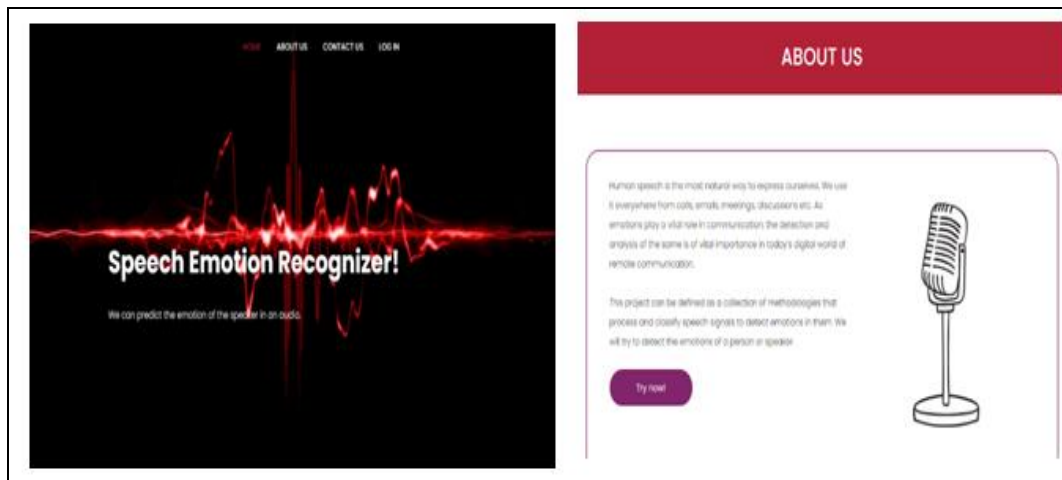 HOME ABOUT US CONTACT US LOG IN
Speech Emotion Recognizer!
We can predict the emotion of the speaker in an audio.
ABOUT US
Human speech is the most natural way to express ourselves. We use
it everywhere from calls, emails, meetings, discussions etc. As
emotions play a vital role in communication, the detection and
analysis of the same is of vital importance in today's digital world of
remote communication.
This project can be defined as a collection of methodologies that
process and classify speech signals to detect emotions in them. We
will try to detect the emotions of a person or speaker
Try now!